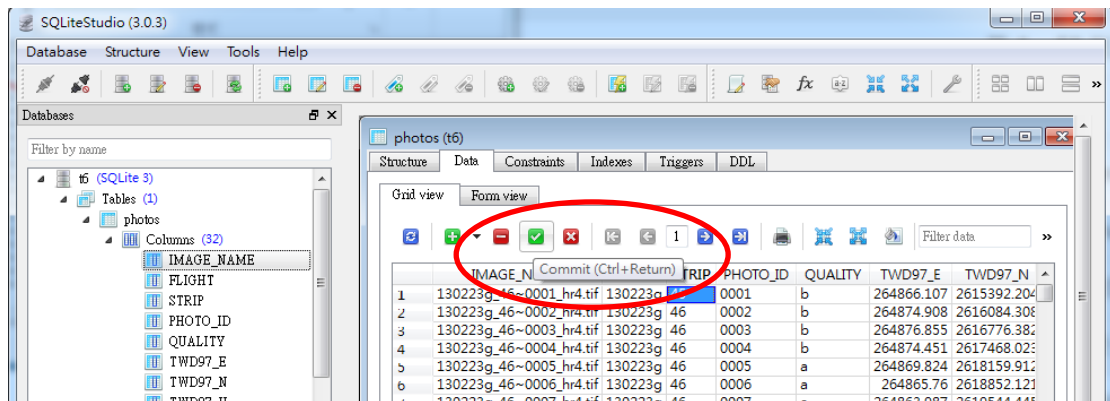 SQLiteStudio (3.0.3)
Database Structure View Tools Help
fx a-z
Databases
Filter by name
t6 (SQLite 3)
Tables (1)
photos
Columns (32)
IMAGE_NAME
FLIGHT
STRIP
PHOTO_ID
QUALITY
TWD97_E
TWD97_N
photos (t6)
Structure Data Constraints Indexes Triggers DDL
Grid view Form view
1 Filter data
Commit (Ctrl+Return)
IMAGE_N TRIP PHOTO_ID QUALITY TWD97_E TWD97_N
1 130223g_46~0001_hr4.tif 130223g 46 0001 b 264866.107 2615392.204
2 130223g_46~0002_hr4.tif 130223g 46 0002 b 264874.908 2616084.308
3 130223g_46~0003_hr4.tif 130223g 46 0003 b 264876.855 2616776.382
4 130223g_46~0004_hr4.tif 130223g 46 0004 b 264874.451 2617468.023
5 130223g_46~0005_hr4.tif 130223g 46 0005 a 264869.824 2618159.912
6 130223g_46~0006_hr4.tif 130223g 46 0006 a 264865.76 2618852.121